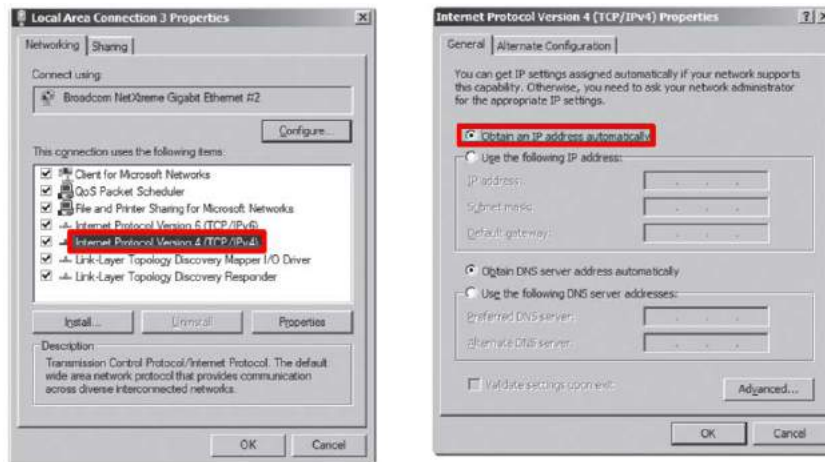 Local Area Connection 3 Properties
Networking
Sharing
Connect using:
Broadcom NetXtreme Gigabit Ethernet #2
Configure...
This connection uses the following items:
Client for Microsoft Networks
QoS Packet Scheduler
File and Printer Sharing for Microsoft Networks
Internet Protocol Version 6 (TCP/IPv6)
Internet Protocol Version 4 (TCP/IPv4)
Link-Layer Topology Discovery Mapper I/O Driver
Link-Layer Topology Discovery Responder
Install...
Uninstall
Properties
Description
Transmission Control Protocol/Internet Protocol. The default
wide area network protocol that provides communication
across diverse interconnected networks.
OK
Cancel
Internet Protocol Version 4 (TCP/IPv4) Properties
General
Alternate Configuration
You can get IP settings assigned automatically if your network supports
this capability. Otherwise, you need to ask your network administrator
for the appropriate IP settings.
Obtain an IP address automatically
Use the following IP address:
IP address:
Subnet mask:
Default gateway:
Obtain DNS server address automatically
Use the following DNS server addresses:
Preferred DNS server:
Alternate DNS server:
Validate settings upon exit
Advanced...
OK
Cancel